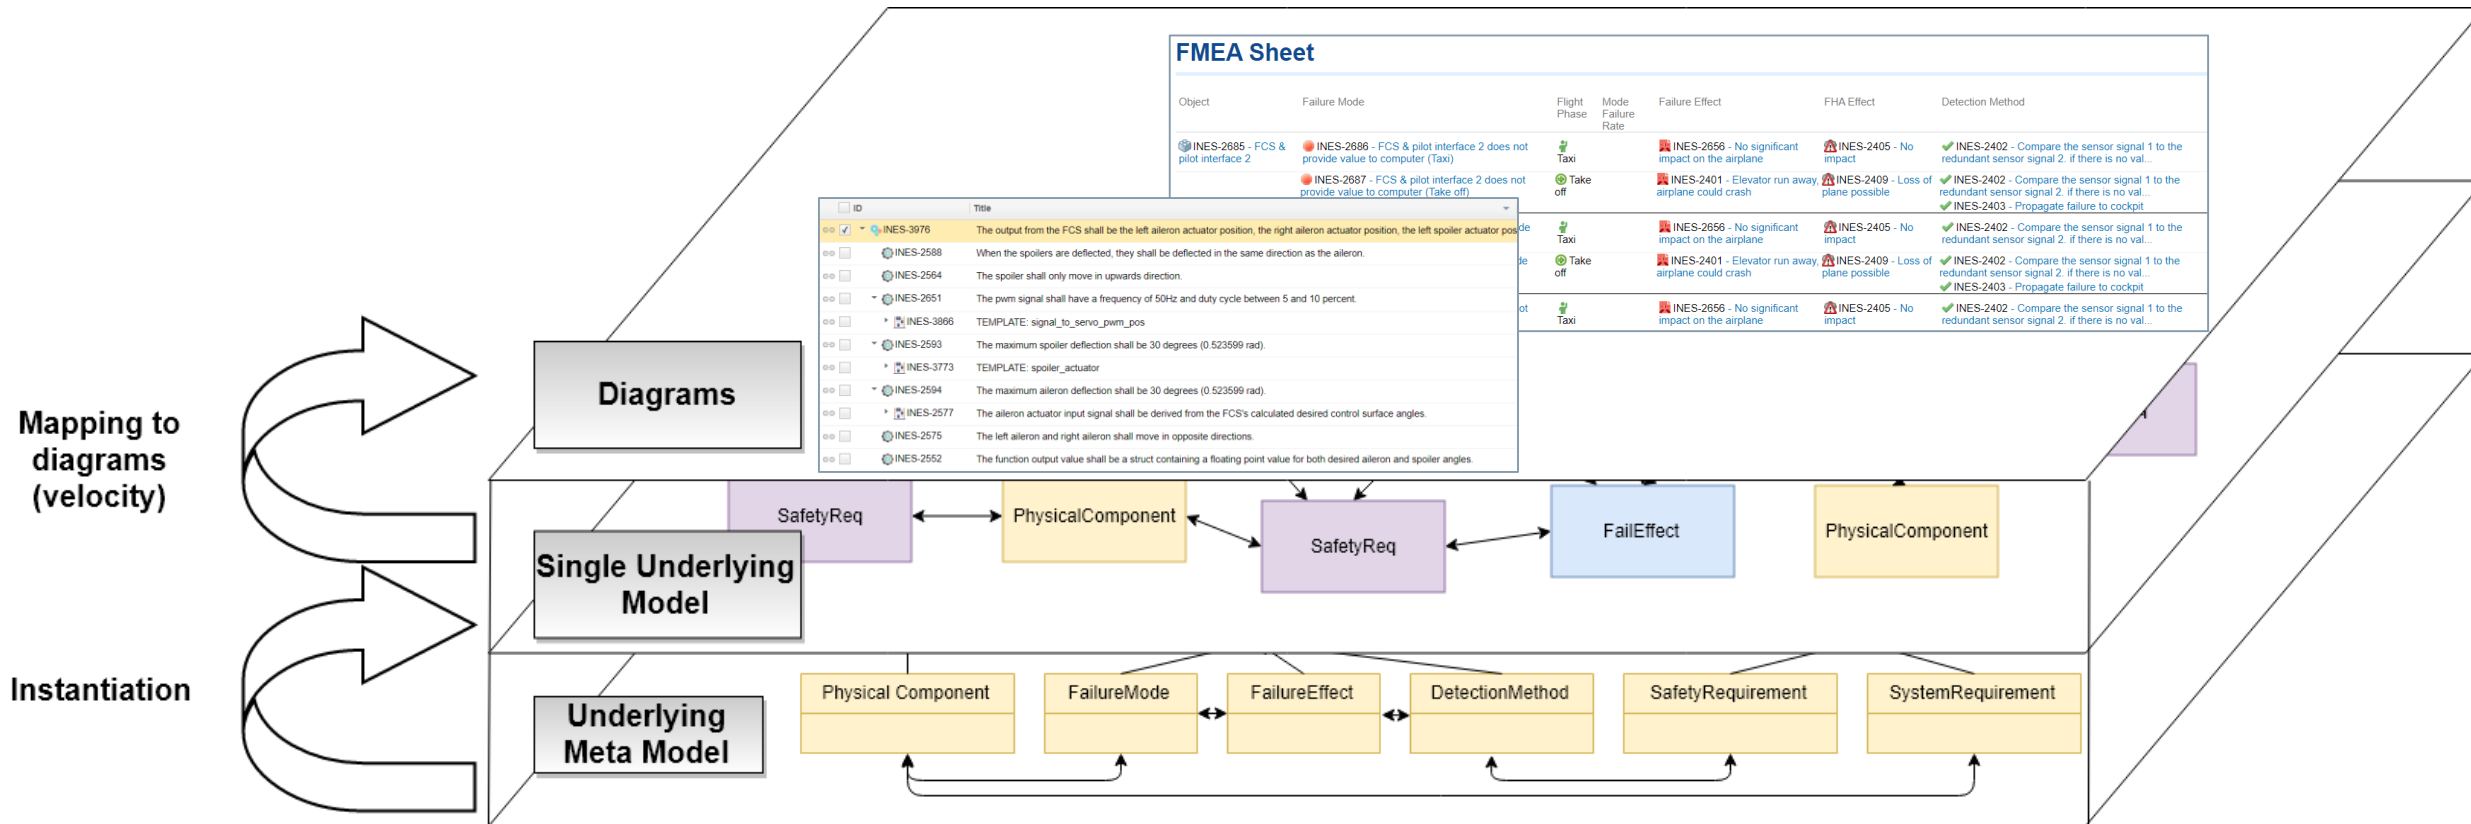 FMEA Sheet
Object Failure Mode Flight Phase Mode Failure Rate Failure Effect FHA Effect Detection Method
INES-2685 - FCS & pilot interface 2
INES-2686 - FCS & pilot interface 2 does not provide value to computer (Taxi)
Taxi
INES-2656 - No significant impact on the airplane
INES-2405 - No impact
INES-2402 - Compare the sensor signal 1 to the redundant sensor signal 2. if there is no val...
INES-2687 - FCS & pilot interface 2 does not provide value to computer (Take off)
Take off
INES-2401 - Elevator run away, airplane could crash
INES-2409 - Loss of plane possible
INES-2402 - Compare the sensor signal 1 to the redundant sensor signal 2. if there is no val...
INES-2403 - Propagate failure to cockpit
de
Taxi
INES-2656 - No significant impact on the airplane
INES-2405 - No impact
INES-2402 - Compare the sensor signal 1 to the redundant sensor signal 2. if there is no val...
de
Take off
INES-2401 - Elevator run away, airplane could crash
INES-2409 - Loss of plane possible
INES-2402 - Compare the sensor signal 1 to the redundant sensor signal 2. if there is no val...
INES-2403 - Propagate failure to cockpit
ot
Taxi
INES-2656 - No significant impact on the airplane
INES-2405 - No impact
INES-2402 - Compare the sensor signal 1 to the redundant sensor signal 2. if there is no val...
ID Title
INES-3976 The output from the FCS shall be the left aileron actuator position, the right aileron actuator position, the left spoiler actuator pos
INES-2588 When the spoilers are deflected, they shall be deflected in the same direction as the aileron.
INES-2564 The spoiler shall only move in upwards direction.
INES-2651 The pwm signal shall have a frequency of 50Hz and duty cycle between 5 and 10 percent.
INES-3866 TEMPLATE: signal_to_servo_pwm_pos
INES-2593 The maximum spoiler deflection shall be 30 degrees (0.523599 rad).
INES-3773 TEMPLATE: spoiler_actuator
INES-2594 The maximum aileron deflection shall be 30 degrees (0.523599 rad).
INES-2577 The aileron actuator input signal shall be derived from the FCS's calculated desired control surface angles.
INES-2575 The left aileron and right aileron shall move in opposite directions.
INES-2552 The function output value shall be a struct containing a floating point value for both desired aileron and spoiler angles.
Diagrams
Mapping to
diagrams
(velocity)
SafetyReq
PhysicalComponent
SafetyReq
FailEffect
PhysicalComponent
Single Underlying
Model
Instantiation
Underlying
Meta Model
Physical Component
FailureMode
FailureEffect
DetectionMethod
SafetyRequirement
SystemRequirement